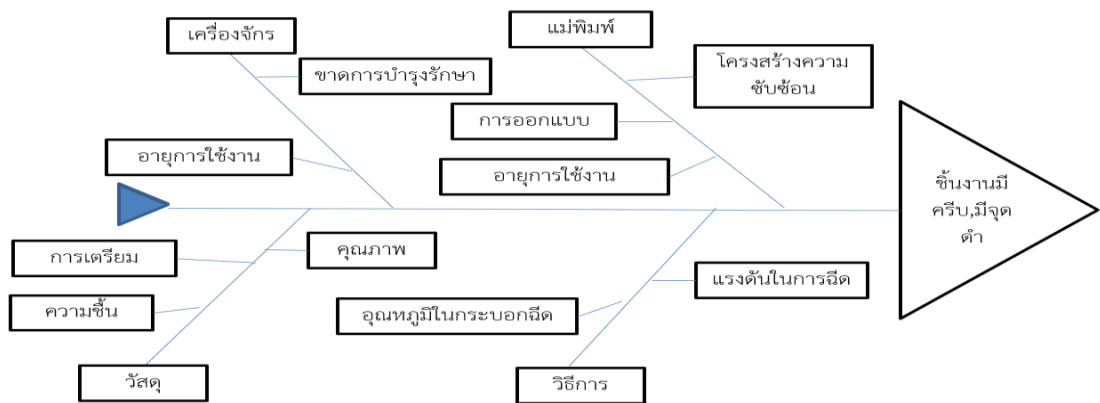 เครื่องจักร
แม่พิมพ์
ขาดการบำรุงรักษา
โครงสร้างความ
ซับซ้อน
การออกแบบ
อายุการใช้งาน
อายุการใช้งาน
ชิ้นงานมี
ครีบ,มีจุด
ดำ
การเตรียม
คุณภาพ
แรงดันในการฉีด
ความชื้น
อุณหภูมิในกระบอกฉีด
วัสดุ
วิธีการ